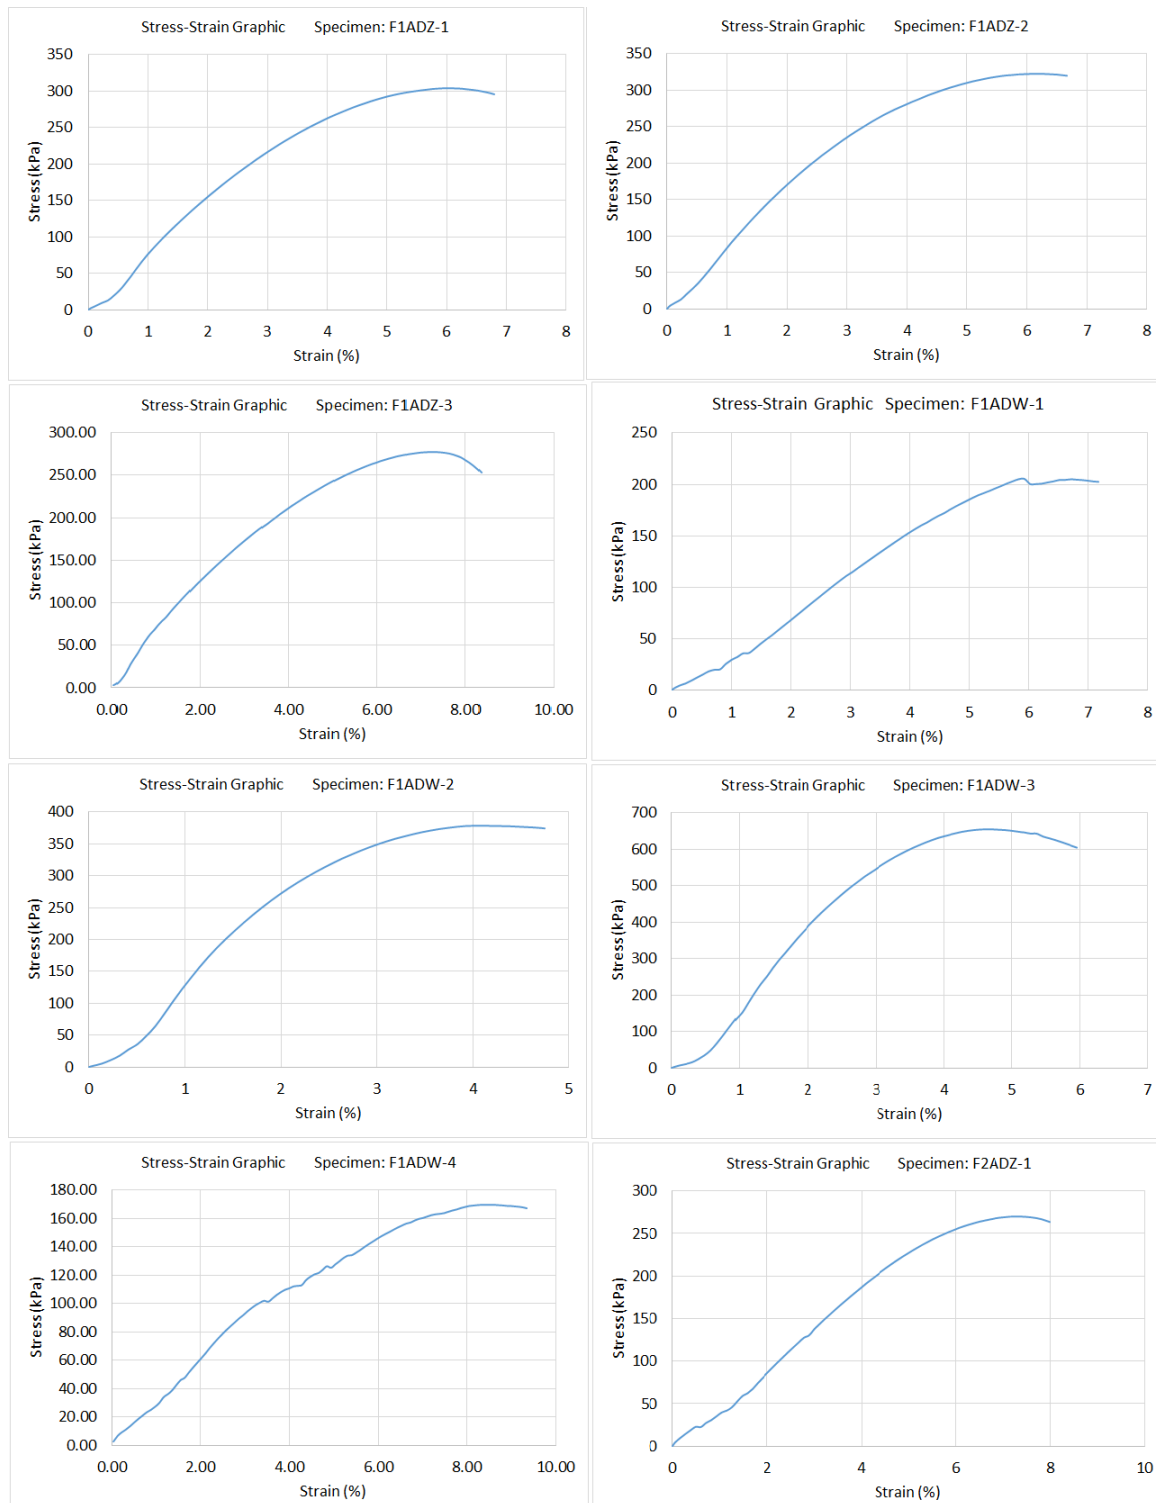 Stress-Strain Graphic Specimen: F1ADZ-1
350
300
250
200
150
100
50
0
Stress (kPa)
0 1 2 3 4 5 6 7 8
Strain (%)
Stress-Strain Graphic Specimen: F1ADZ-2
350
300
250
200
150
100
50
0
Stress (kPa)
0 1 2 3 4 5 6 7 8
Strain (%)
Stress-Strain Graphic Specimen: F1ADZ-3
300.00
250.00
200.00
150.00
100.00
50.00
0.00
Stress (kPa)
0.00 2.00 4.00 6.00 8.00 10.00
Strain (%)
Stress-Strain Graphic Specimen: F1ADW-1
250
200
150
100
50
0
Stress (kPa)
0 1 2 3 4 5 6 7 8
Strain (%)
Stress-Strain Graphic Specimen: F1ADW-2
400
350
300
250
200
150
100
50
0
Stress (kPa)
0 1 2 3 4 5
Strain (%)
Stress-Strain Graphic Specimen: F1ADW-3
700
600
500
400
300
200
100
0
Stress (kPa)
0 1 2 3 4 5 6 7
Strain (%)
Stress-Strain Graphic Specimen: F1ADW-4
180.00
160.00
140.00
120.00
100.00
80.00
60.00
40.00
20.00
0.00
Stress (kPa)
0.00 2.00 4.00 6.00 8.00 10.00
Strain (%)
Stress-Strain Graphic Specimen: F2ADZ-1
300
250
200
150
100
50
0
Stress (kPa)
0 2 4 6 8 10
Strain (%)